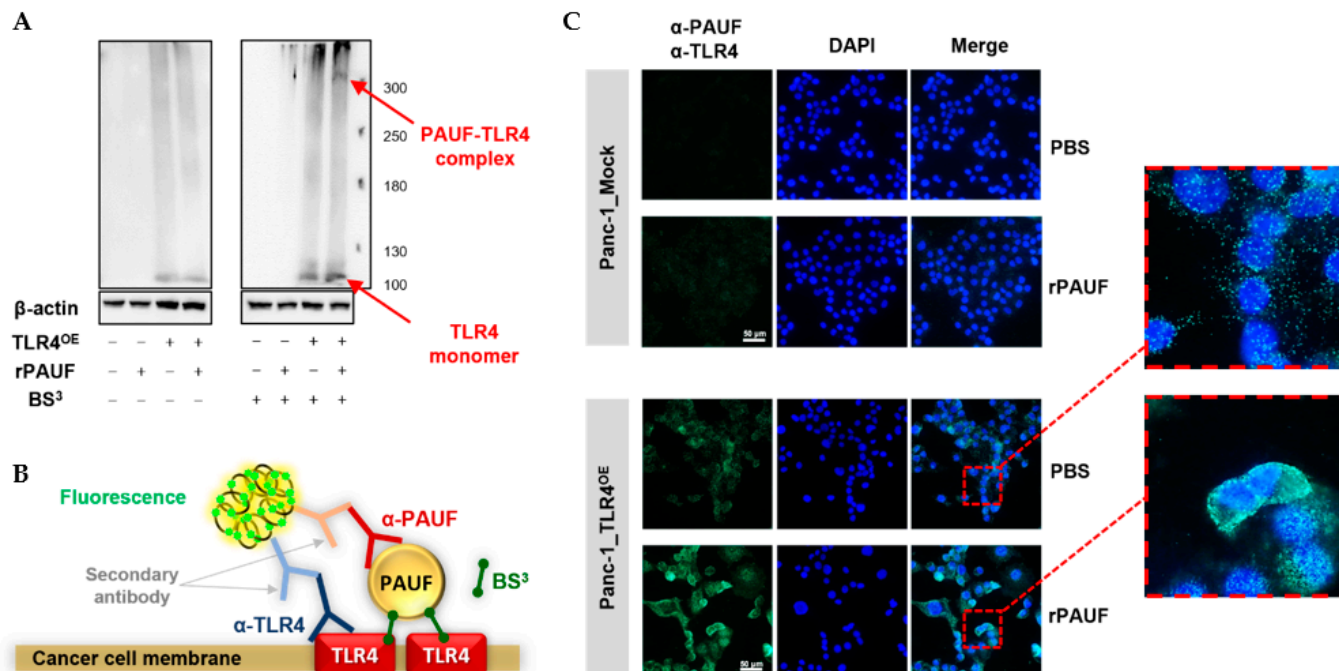 A
300
250
180
130
100
PAUF-TLR4
complex
TLR4
monomer
β-actin
TLR4ᴼᴱ – – + + – – + +
rPAUF – + – + – + – +
BS³ – – – – + + + +
B
Fluorescence
α-PAUF
Secondary
antibody
PAUF
BS³
α-TLR4
TLR4 TLR4
Cancer cell membrane
C
α-PAUF
α-TLR4 DAPI Merge
Panc-1_Mock
PBS
rPAUF
50 µm
Panc-1_TLR4ᴼᴱ
PBS
rPAUF
50 µm